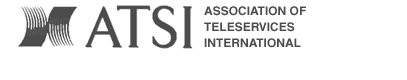 ATSI
ASSOCIATION OF
TELESERVICES
INTERNATIONAL